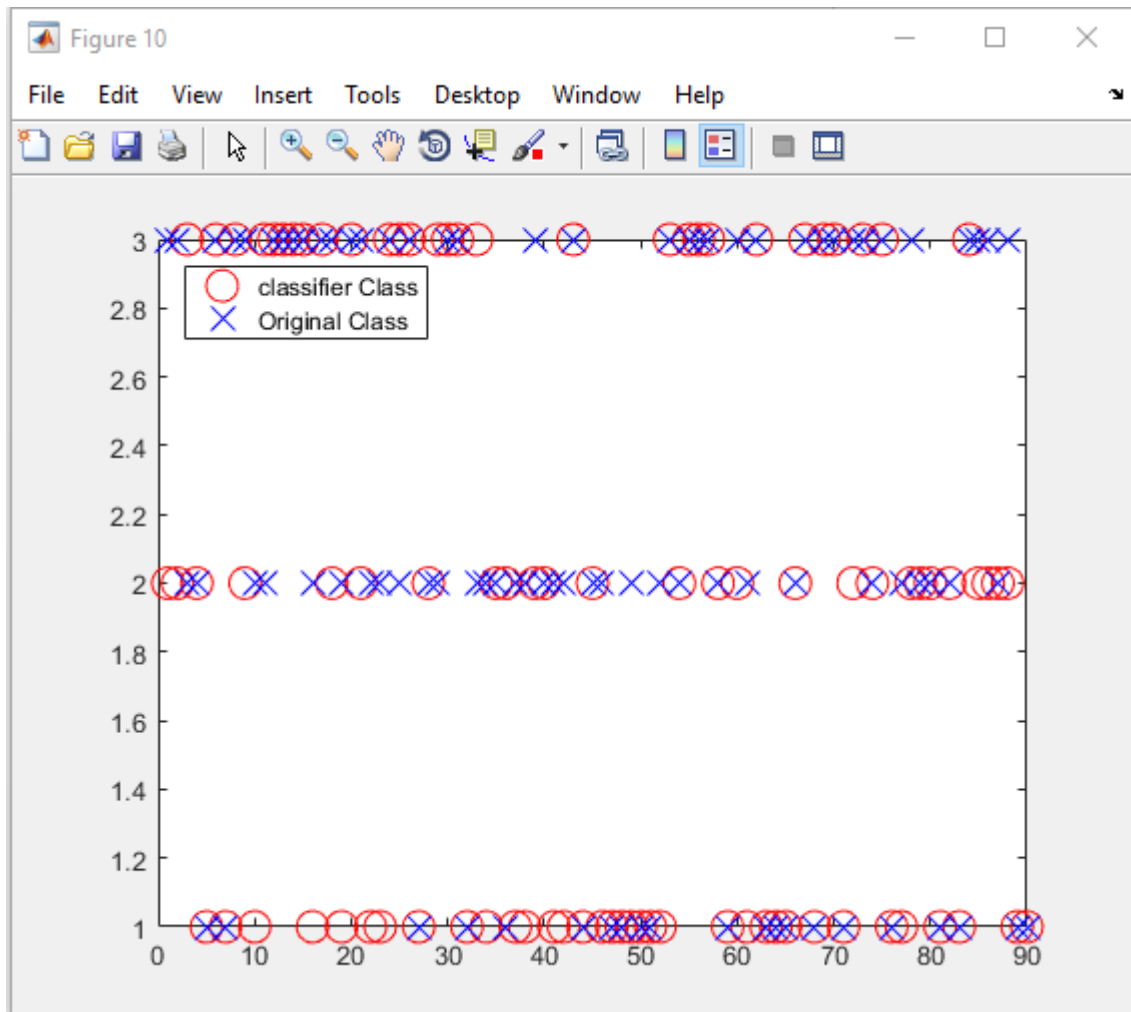 Figure 10
File Edit View Insert Tools Desktop Window Help
3
classifier Class
Original Class
2.8
2.6
2.4
2.2
2
1.8
1.6
1.4
1.2
1
0 10 20 30 40 50 60 70 80 90